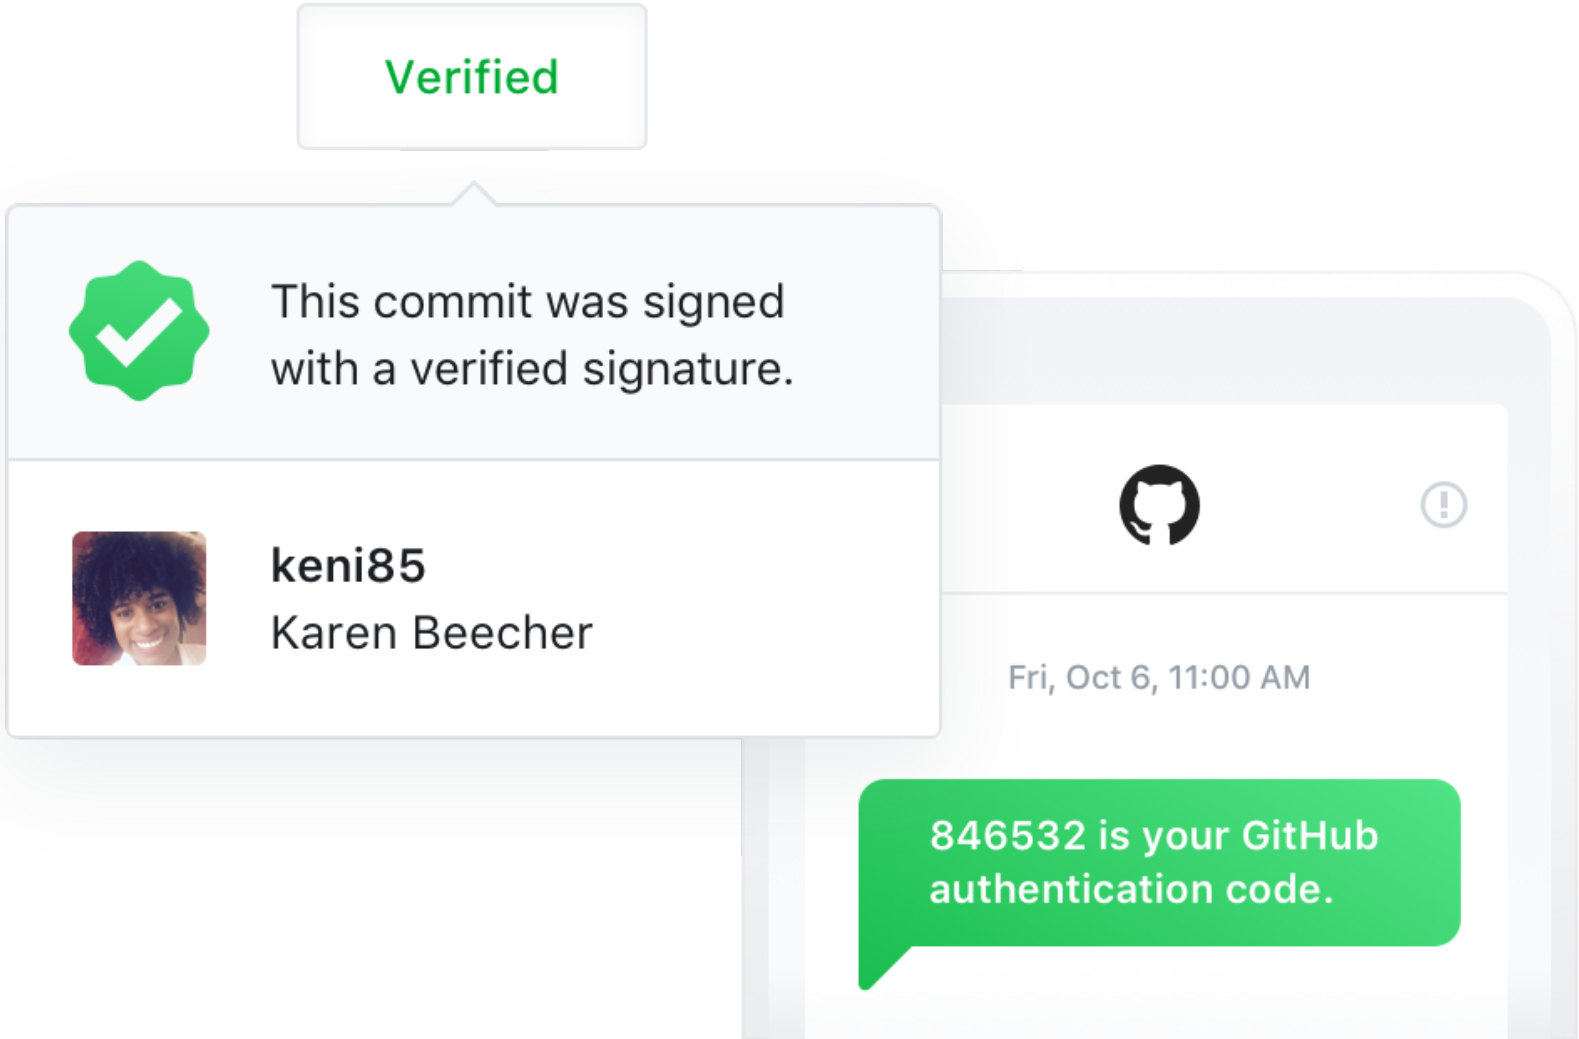 Verified
This commit was signed
with a verified signature.
keni85
Karen Beecher
Fri, Oct 6, 11:00 AM
846532 is your GitHub
authentication code.